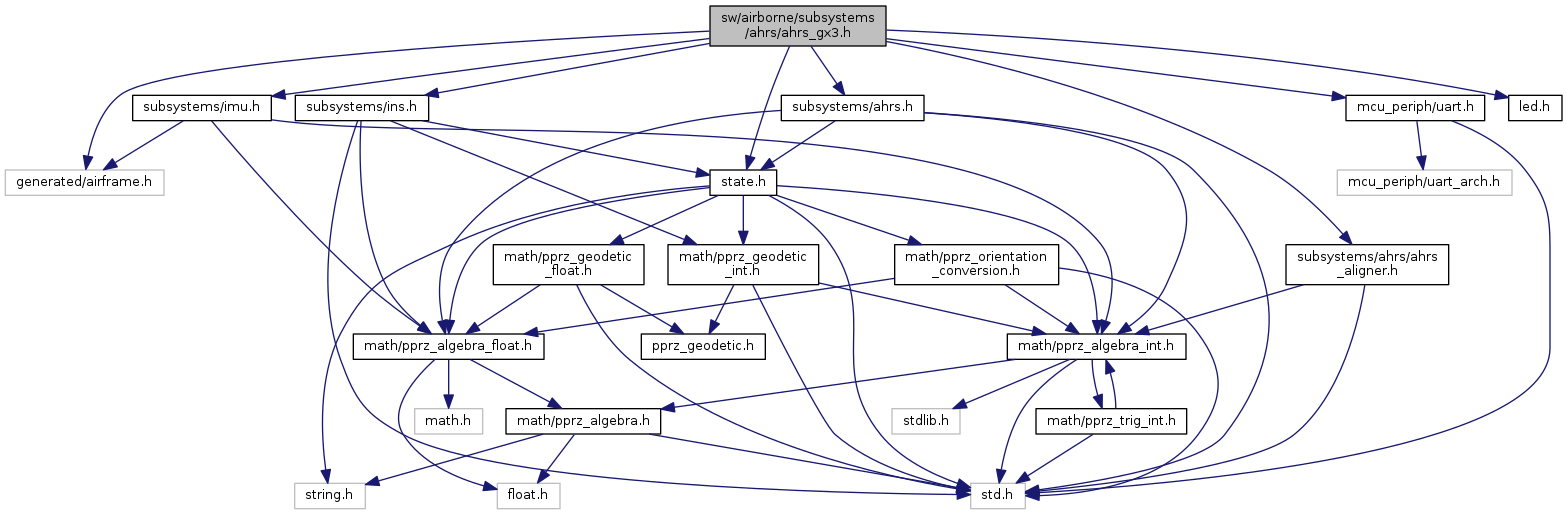 sw/airborne/subsystems
/ahrs/ahrs_gx3.h
subsystems/imu.h
subsystems/ins.h
subsystems/ahrs.h
mcu_periph/uart.h
led.h
generated/airframe.h
state.h
mcu_periph/uart_arch.h
math/pprz_geodetic
_float.h
math/pprz_geodetic
_int.h
math/pprz_orientation
_conversion.h
subsystems/ahrs/ahrs
_aligner.h
math/pprz_algebra_float.h
pprz_geodetic.h
math/pprz_algebra_int.h
math.h
math/pprz_algebra.h
stdlib.h
math/pprz_trig_int.h
string.h
float.h
std.h